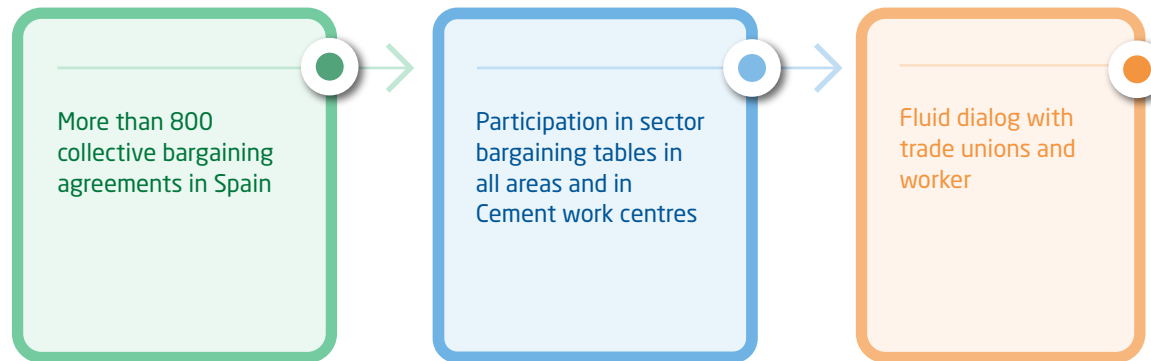 More than 800
collective bargaining
agreements in Spain
Participation in sector
bargaining tables in
all areas and in
Cement work centres
Fluid dialog with
trade unions and
worker